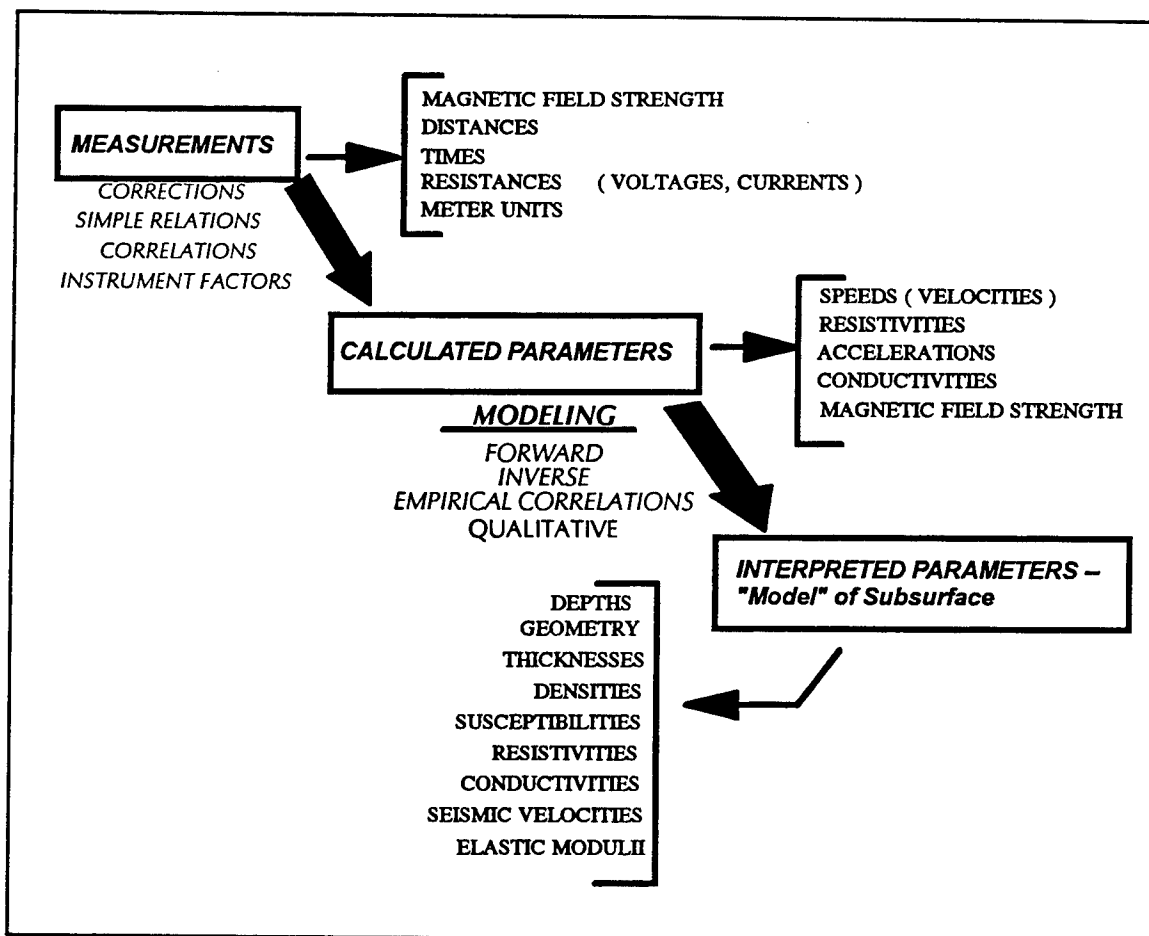 MEASUREMENTS
CORRECTIONS
SIMPLE RELATIONS
CORRELATIONS
INSTRUMENT FACTORS
MAGNETIC FIELD STRENGTH
DISTANCES
TIMES
RESISTANCES ( VOLTAGES, CURRENTS )
METER UNITS
CALCULATED PARAMETERS
MODELING
FORWARD
INVERSE
EMPIRICAL CORRELATIONS
QUALITATIVE
SPEEDS ( VELOCITIES )
RESISTIVITIES
ACCELERATIONS
CONDUCTIVITIES
MAGNETIC FIELD STRENGTH
INTERPRETED PARAMETERS –
"Model" of Subsurface
DEPTHS
GEOMETRY
THICKNESSES
DENSITIES
SUSCEPTIBILITIES
RESISTIVITIES
CONDUCTIVITIES
SEISMIC VELOCITIES
ELASTIC MODULII